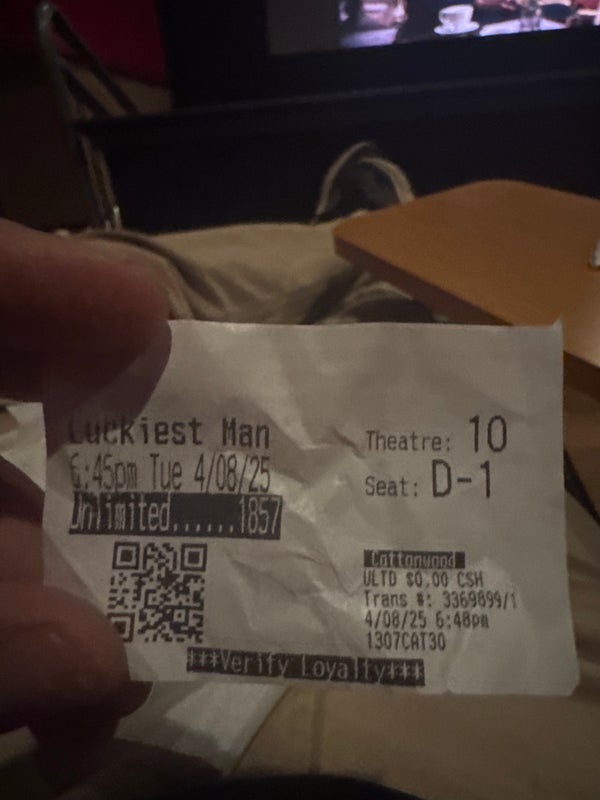 Luckiest Man
6:45pm Tue 4/08/25
Unlimited......1857
Theatre: 10
Seat: D-1
Cottonwood
ULTD $0.00 CSH
Trans #: 3369899/1
4/08/25 6:48pm
1307CAT30
***Verify Loyalty***